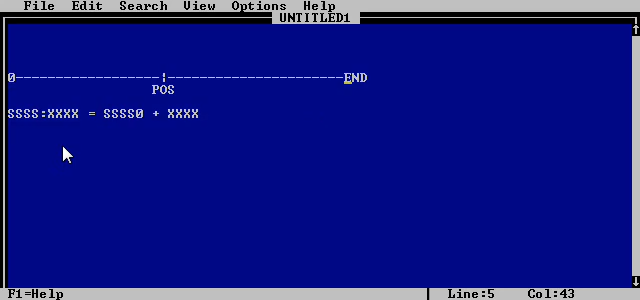 File Edit Search View Options Help
UNTITLED1
0------------------¦----------------------END
POS
SSSS:XXXX = SSSS0 + XXXX
F1=Help Line:5 Col:43